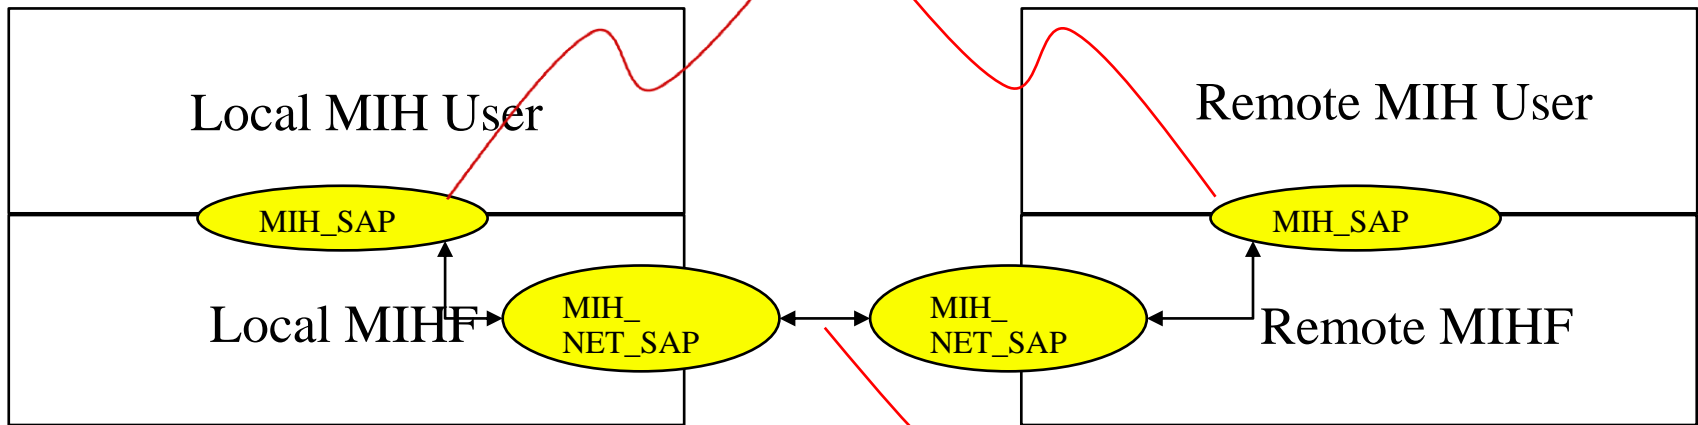 Local MIH User
Remote MIH User
MIH_SAP
MIH_SAP
Local MIHF
MIH_
NET_SAP
MIH_
NET_SAP
Remote MIHF